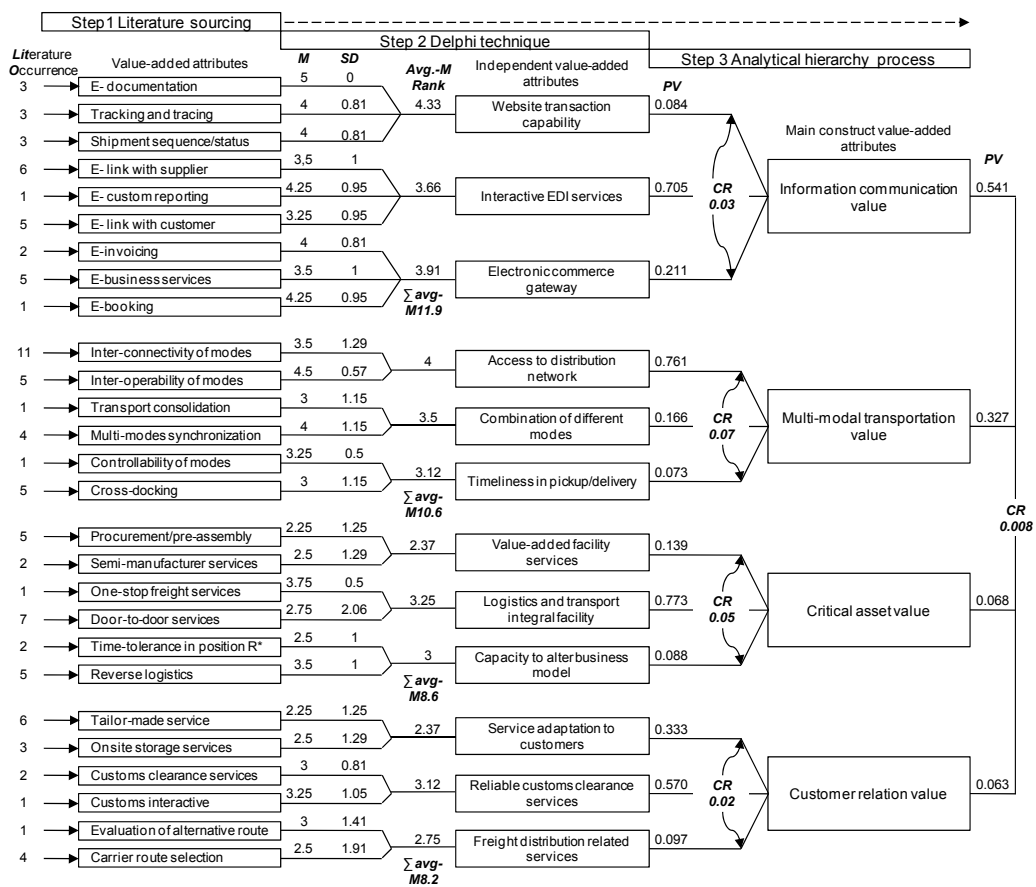 Step 1 Literature sourcing
Step 2 Delphi technique
Step 3 Analytical hierarchy process
Literature
Occurrence
Value-added attributes
M
SD
Avg.-M
Rank
Independent value-added
attributes
PV
Main construct value-added
attributes
PV
3
E- documentation
5
0
3
Tracking and tracing
4
0.81
3
Shipment sequence/status
4
0.81
4.33
Website transaction
capability
0.084
6
E- link with supplier
3,5
1
1
E- custom reporting
4.25
0.95
5
E- link with customer
3.25
0.95
3.66
Interactive EDI services
0.705
2
E-invoicing
4
0.81
5
E-business services
3.5
1
1
E-booking
4.25
0.95
3.91
∑ avg-
M11.9
Electronic commerce
gateway
0.211
CR
0.03
Information communication
value
0.541
11
Inter-connectivity of modes
3.5
1.29
5
Inter-operability of modes
4.5
0.57
4
Access to distribution
network
0.761
1
Transport consolidation
3
1.15
4
Multi-modes synchronization
4
1.15
3.5
Combination of different
modes
0.166
1
Controllability of modes
3.25
0.5
5
Cross-docking
3
1.15
3.12
∑ avg-
M10.6
Timeliness in pickup/delivery
0.073
CR
0.07
Multi-modal transportation
value
0.327
CR
0.008
5
Procurement/pre-assembly
2.25
1.25
2
Semi-manufacturer services
2.5
1.29
2.37
Value-added facility
services
0.139
1
One-stop freight services
3.75
0.5
7
Door-to-door services
2.75
2.06
3.25
Logistics and transport
integral facility
0.773
2
Time-tolerance in position R*
2.5
1
5
Reverse logistics
3.5
1
3
∑ avg-
M8.6
Capacity to alter business
model
0.088
CR
0.05
Critical asset value
0.068
6
Tailor-made service
2.25
1.25
3
Onsite storage services
2.5
1.29
2.37
Service adaptation to
customers
0.333
2
Customs clearance services
3
0.81
1
Customs interactive
3.25
1.05
3.12
Reliable customs clearance
services
0.570
1
Evaluation of alternative route
3
1.41
4
Carrier route selection
2.5
1.91
2.75
∑ avg-
M8.2
Freight distribution related
services
0.097
CR
0.02
Customer relation value
0.063